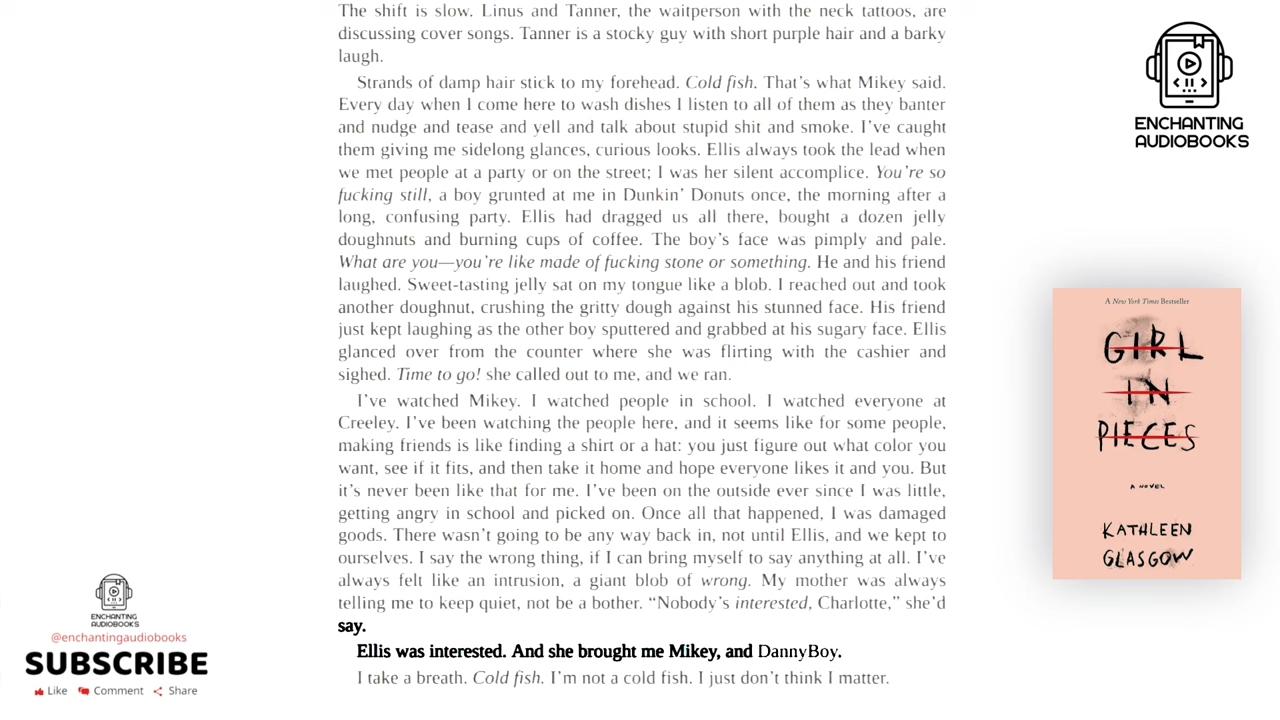 The shift is slow. Linus and Tanner, the waitperson with the neck tattoos, are
discussing cover songs. Tanner is a stocky guy with short purple hair and a barky
laugh.
Strands of damp hair stick to my forehead. Cold fish. That’s what Mikey said.
Every day when I come here to wash dishes I listen to all of them as they banter
and nudge and tease and yell and talk about stupid shit and smoke. I’ve caught
them giving me sidelong glances, curious looks. Ellis always took the lead when
we met people at a party or on the street; I was her silent accomplice. You’re so
fucking still, a boy grunted at me in Dunkin’ Donuts once, the morning after a
long, confusing party. Ellis had dragged us all there, bought a dozen jelly
doughnuts and burning cups of coffee. The boy’s face was pimply and pale.
What are you—you’re like made of fucking stone or something. He and his friend
laughed. Sweet-tasting jelly sat on my tongue like a blob. I reached out and took
another doughnut, crushing the gritty dough against his stunned face. His friend
just kept laughing as the other boy sputtered and grabbed at his sugary face. Ellis
glanced over from the counter where she was flirting with the cashier and
sighed. Time to go! she called out to me, and we ran.
I’ve watched Mikey. I watched people in school. I watched everyone at
Creeley. I’ve been watching the people here, and it seems like for some people,
making friends is like finding a shirt or a hat: you just figure out what color you
want, see if it fits, and then take it home and hope everyone likes it and you. But
it’s never been like that for me. I’ve been on the outside ever since I was little,
getting angry in school and picked on. Once all that happened, I was damaged
goods. There wasn’t going to be any way back in, not until Ellis, and we kept to
ourselves. I say the wrong thing, if I can bring myself to say anything at all. I’ve
always felt like an intrusion, a giant blob of wrong. My mother was always
telling me to keep quiet, not be a bother. “Nobody’s interested, Charlotte,” she’d
say.
Ellis was interested. And she brought me Mikey, and DannyBoy.
I take a breath. Cold fish. I’m not a cold fish. I just don’t think I matter.
ENCHANTING
AUDIOBOOKS
A New York Times Bestseller
GIRL
IN
PIECES
A NOVEL
KATHLEEN
GLASGOW
ENCHANTING
AUDIOBOOKS
@enchantingaudiobooks
SUBSCRIBE
Like Comment Share